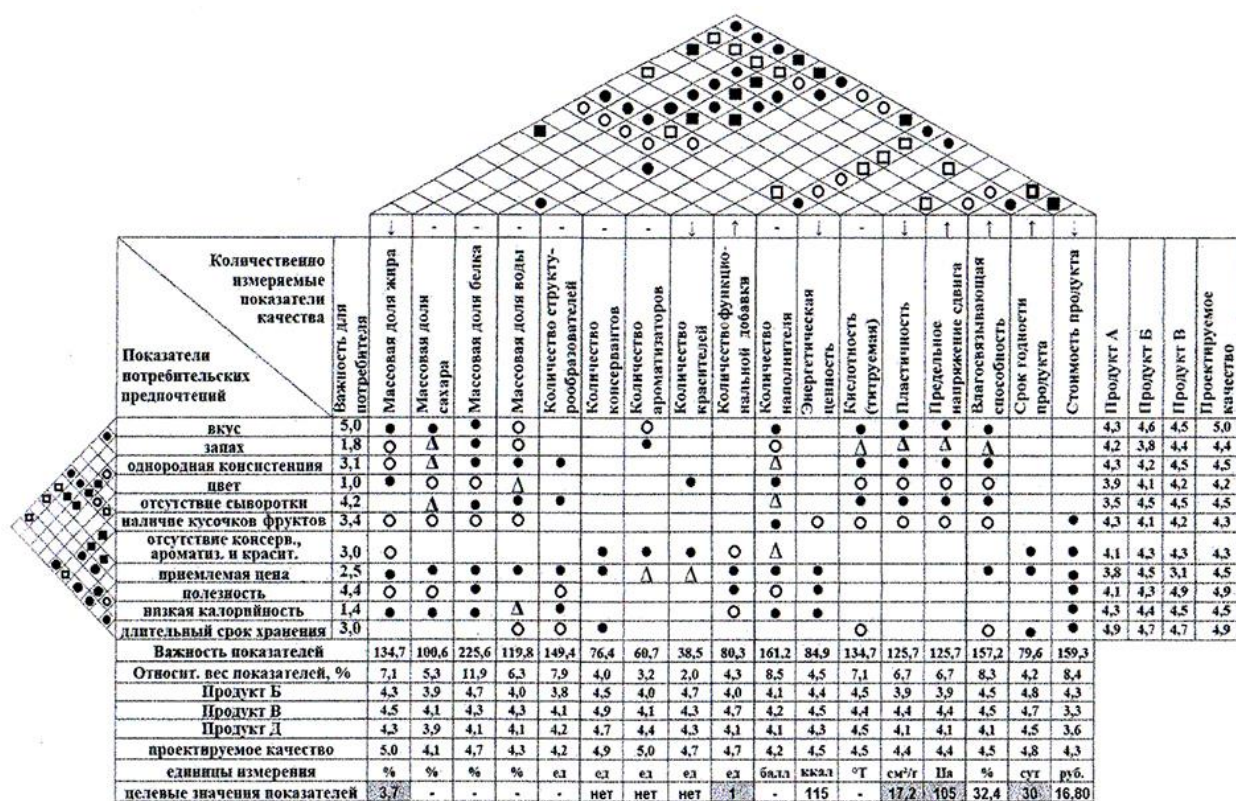 Количественно измеряемые показатели качества
Показатели потребительских предпочтений
Важность для потребителя
Массовая доля жира
Массовая доля сахара
Массовая доля белка
Массовая доля воды
Количество структу-рообразователей
Количество консервантов
Количество ароматизаторов
Количество красителей
Количествофункцио-нальной добавки
Количество наполнителя
Энергетическая ценность
Кислотность (титруемая)
Пластичность
Предельное напряжение сдвига
Влагосвязывающая способность
Срок годности продукта
Стоимость продукта
Продукт А
Продукт Б
Продукт В
Проектируемое качество
вкус 5,0 4,3 4,6 4,5 5,0
запах 1,8 Δ Δ Δ Δ Δ 4,2 3,8 4,4 4,4
однородная консистенция 3,1 Δ Δ 4,3 4,2 4,5 4,5
цвет 1,0 Δ 3,9 4,1 4,2 4,2
отсутствие сыворотки 4,2 Δ Δ 3,5 4,5 4,5 4,5
наличие кусочков фруктов 3,4 4,3 4,1 4,2 4,3
отсутствие консерв.,
ароматиз. и красит. 3,0 Δ 4,1 4,3 4,3 4,3
приемлемая цена 2,5 Δ Δ 3,8 4,5 3,1 4,5
полезность 4,4 4,1 4,3 4,9 4,9
низкая калорийность 1,4 Δ 4,3 4,4 4,5 4,5
длительный срок хранения 3,0 4,9 4,7 4,7 4,9
Важность показателей 134,7 100,6 225,6 119,8 149,4 76,4 60,7 38,5 80,3 161,2 84,9 134,7 125,7 125,7 157,2 79,6 159,3
Относит. вес показателей, % 7,1 5,3 11,9 6,3 7,9 4,0 3,2 2,0 4,3 8,5 4,5 7,1 6,7 6,7 8,3 4,2 8,4
Продукт Б 4,3 3,9 4,7 4,0 3,8 4,5 4,0 4,7 4,0 4,1 4,4 4,5 3,9 3,9 4,5 4,8 4,3
Продукт В 4,5 4,1 4,3 4,3 4,1 4,9 4,1 4,3 4,7 4,2 4,5 4,4 4,4 4,4 4,5 4,7 3,3
Продукт Д 4,3 3,9 4,1 4,1 4,2 4,7 4,4 4,3 4,1 4,1 4,3 4,5 4,1 4,1 4,1 4,5 3,6
проектируемое качество 5,0 4,1 4,7 4,3 4,2 4,9 5,0 4,7 4,7 4,2 4,5 4,5 4,4 4,4 4,5 4,8 4,3
единицы измерения % % % % ед ед ед ед ед балл ккал °Т см²/г Па % сут руб.
целевые значения показателей 3,7 - - - - нет нет нет 1 - 115 - 17,2 105 32,4 30 16,80